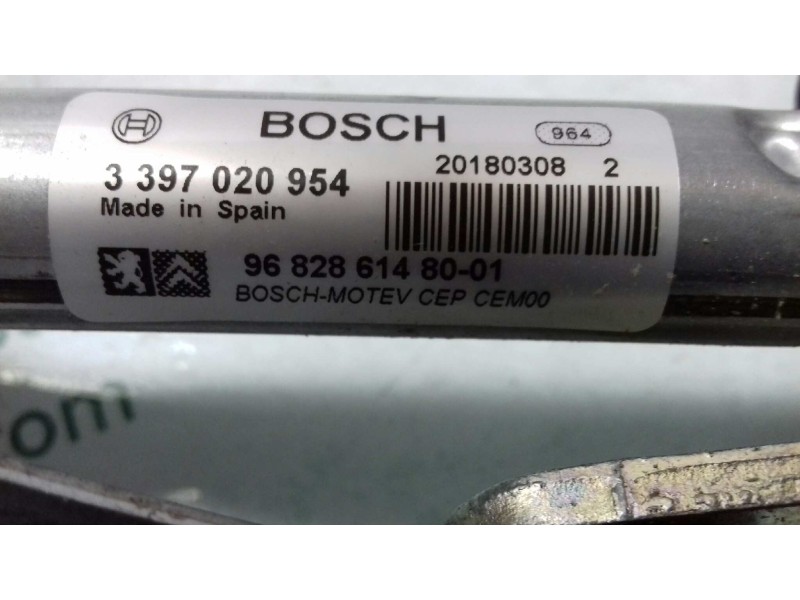 BOSCH 964
3 397 020 954 20180308 2
Made in Spain
96 828 614 80-01
BOSCH-MOTEV CEP CEM00
.com